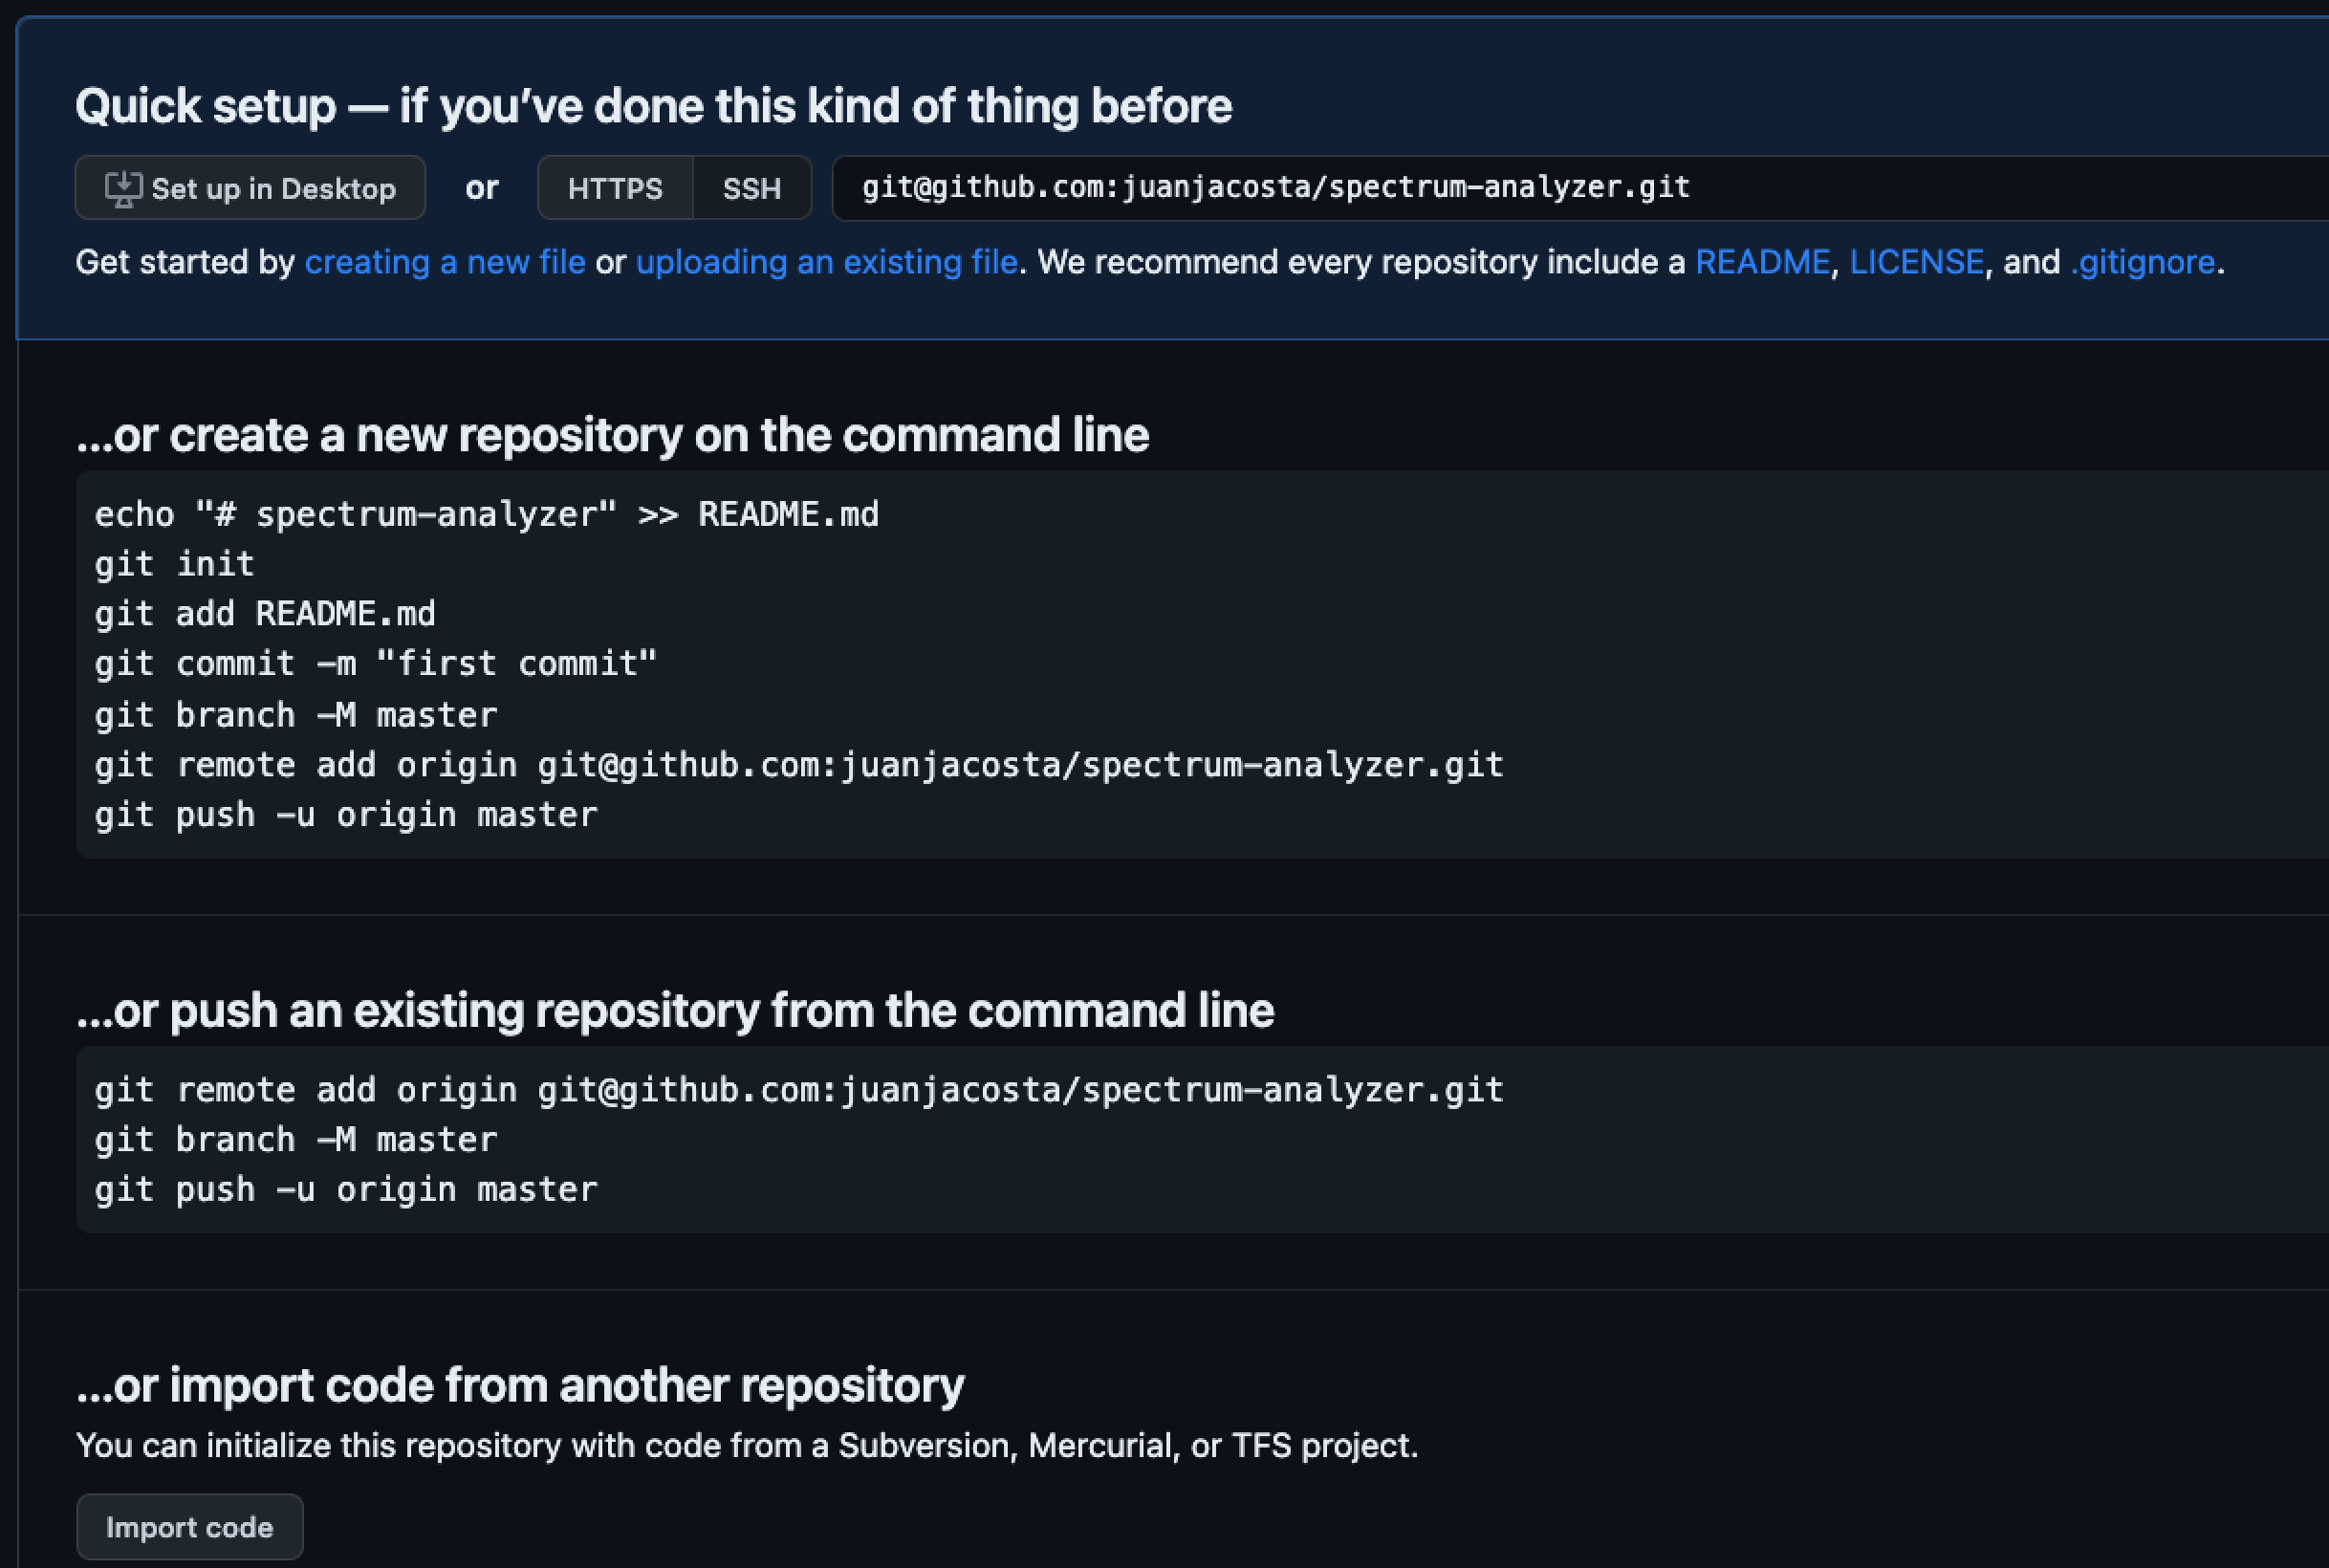 Quick setup — if you’ve done this kind of thing before
Set up in Desktop or HTTPS SSH git@github.com:juanjacosta/spectrum-analyzer.git
Get started by creating a new file or uploading an existing file. We recommend every repository include a README, LICENSE, and .gitignore.
…or create a new repository on the command line
echo "# spectrum-analyzer" >> README.md
git init
git add README.md
git commit -m "first commit"
git branch -M master
git remote add origin git@github.com:juanjacosta/spectrum-analyzer.git
git push -u origin master
…or push an existing repository from the command line
git remote add origin git@github.com:juanjacosta/spectrum-analyzer.git
git branch -M master
git push -u origin master
…or import code from another repository
You can initialize this repository with code from a Subversion, Mercurial, or TFS project.
Import code